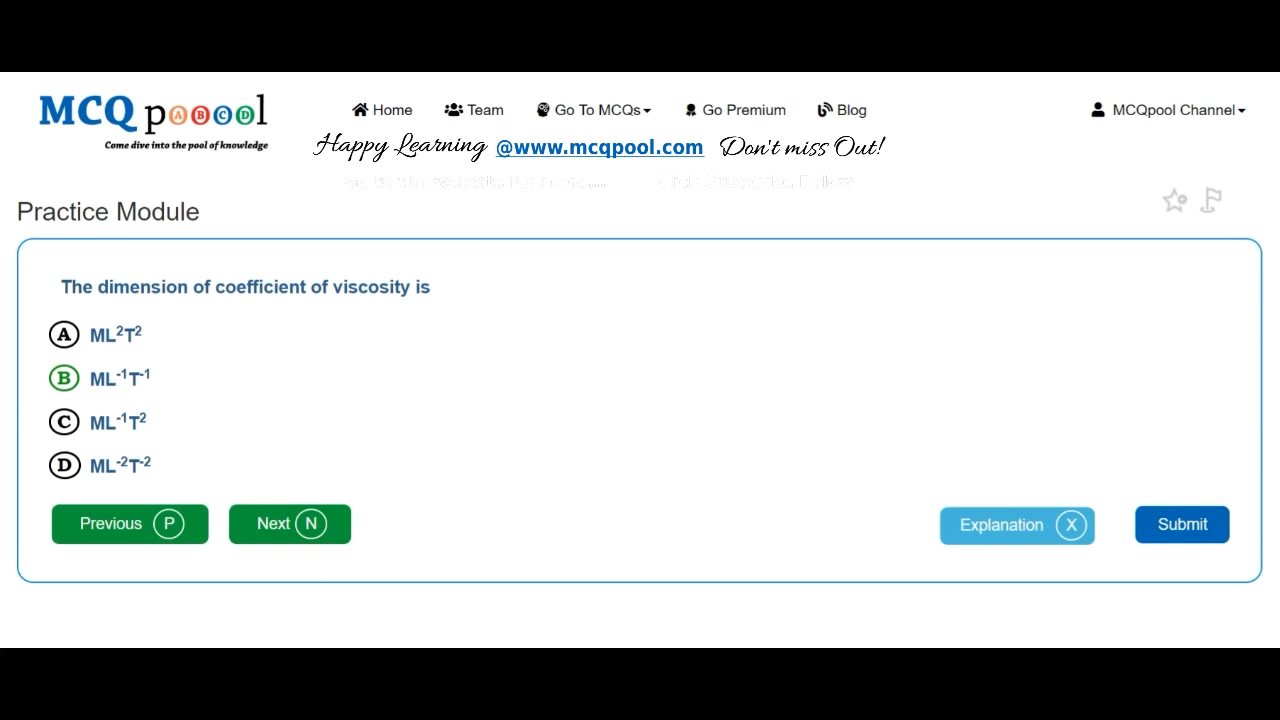 MCQ poool
Come dive into the pool of knowledge
Home Team Go To MCQs Go Premium Blog MCQpool Channel
Happy Learning @www.mcqpool.com Don't miss Out!
Practice Module
The dimension of coefficient of viscosity is
A ML²T²
B ML⁻¹T⁻¹
C ML⁻¹T²
D ML⁻²T⁻²
Previous P Next N Explanation X Submit